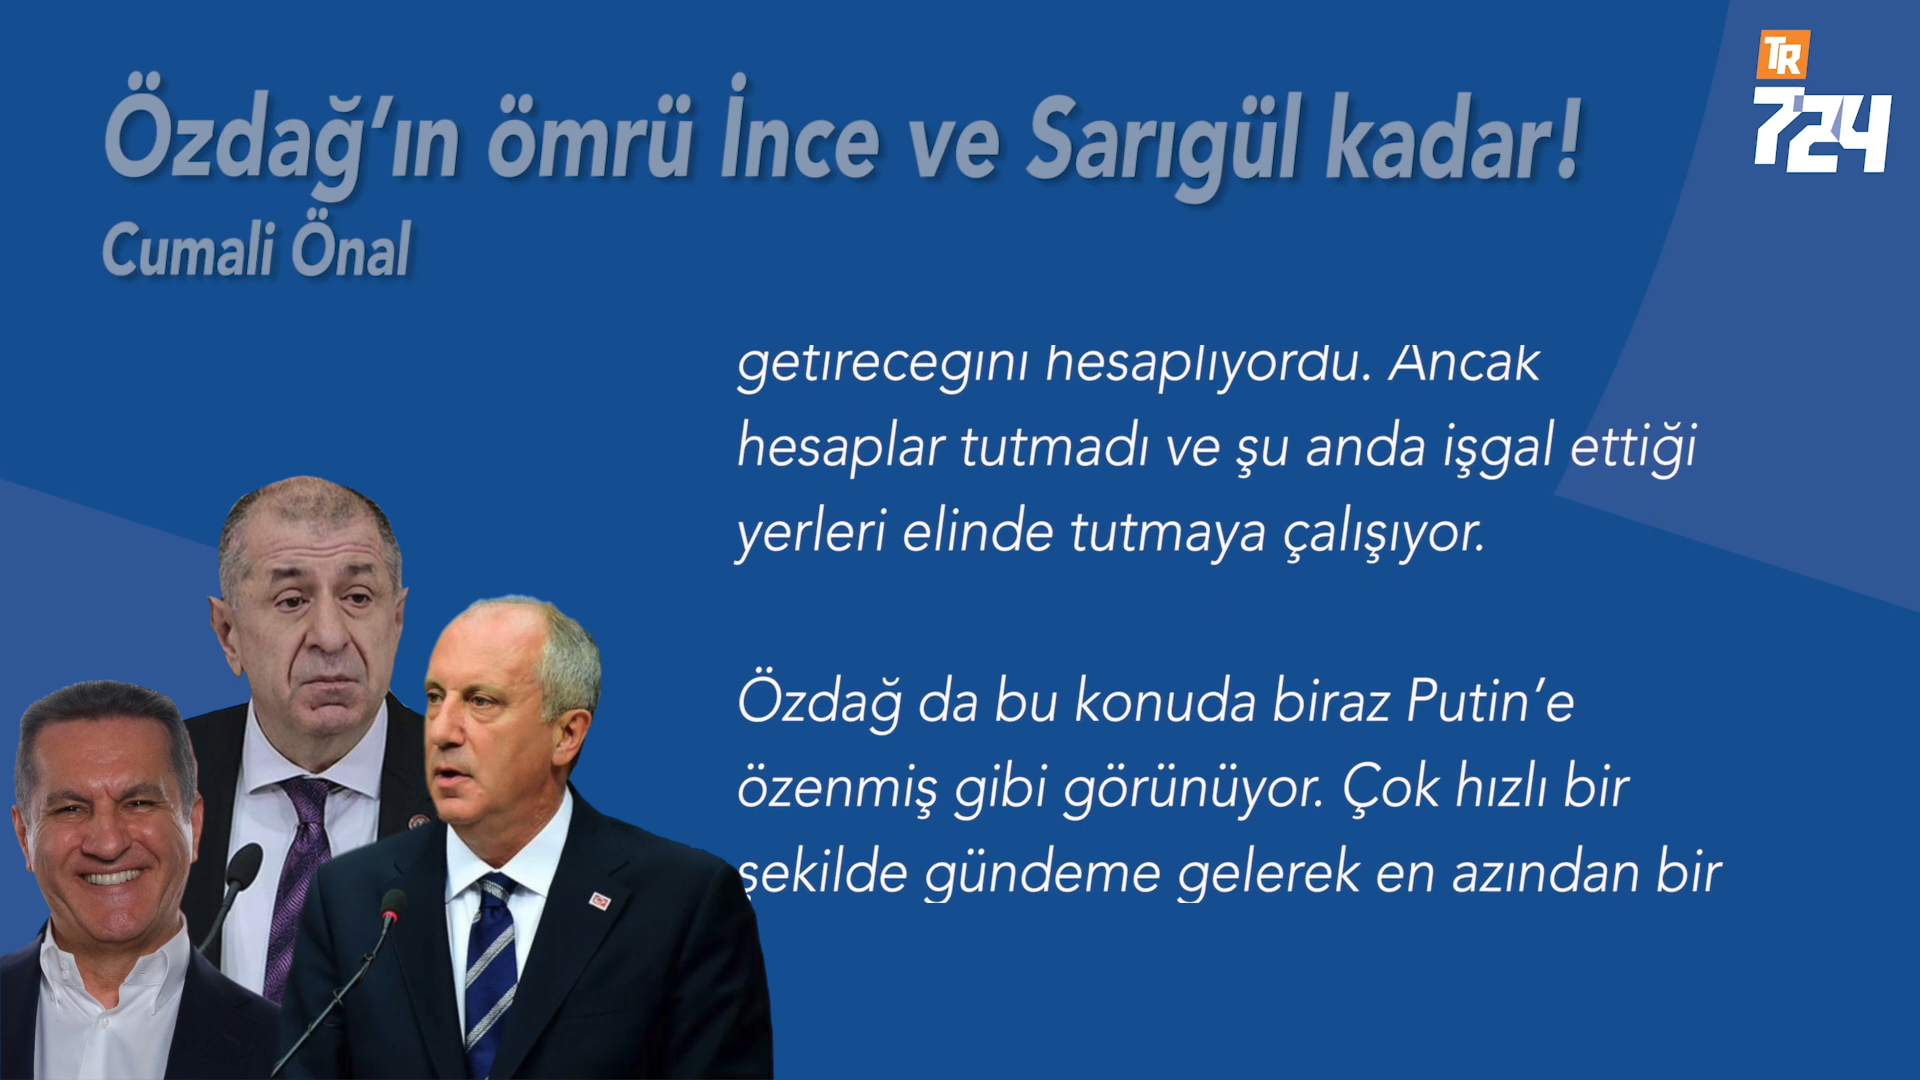 Özdağ’ın ömrü İnce ve Sarıgül kadar!
Cumali Önal
TR
724
getireceğini hesaplıyordu. Ancak
hesaplar tutmadı ve şu anda işgal ettiği
yerleri elinde tutmaya çalışıyor.
Özdağ da bu konuda biraz Putin’e
özenmiş gibi görünüyor. Çok hızlı bir
şekilde gündeme gelerek en azından bir